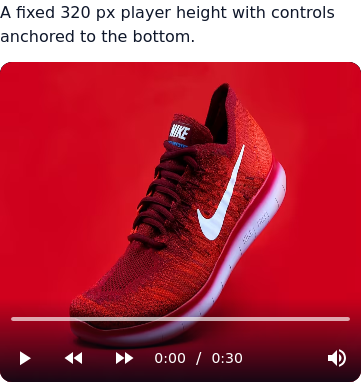 A fixed 320 px player height with controls
anchored to the bottom.
NIKE
0:00 / 0:30